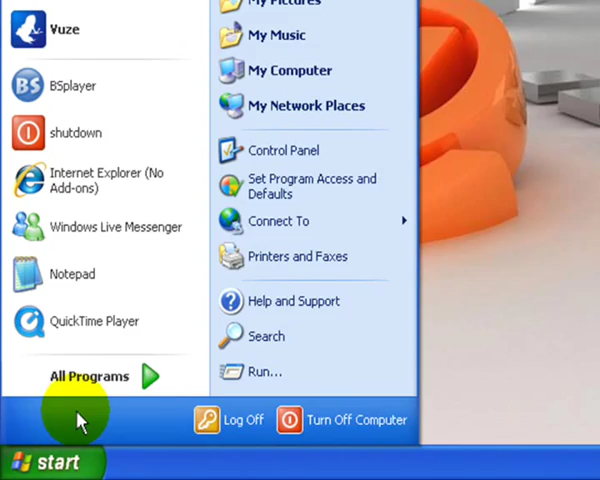 Vuze
BS
BSplayer
shutdown
Internet Explorer (No
Add-ons)
Windows Live Messenger
Notepad
QuickTime Player
All Programs
My Pictures
My Music
My Computer
My Network Places
Control Panel
Set Program Access and
Defaults
Connect To
Printers and Faxes
Help and Support
Search
Run...
Log Off
Turn Off Computer
start